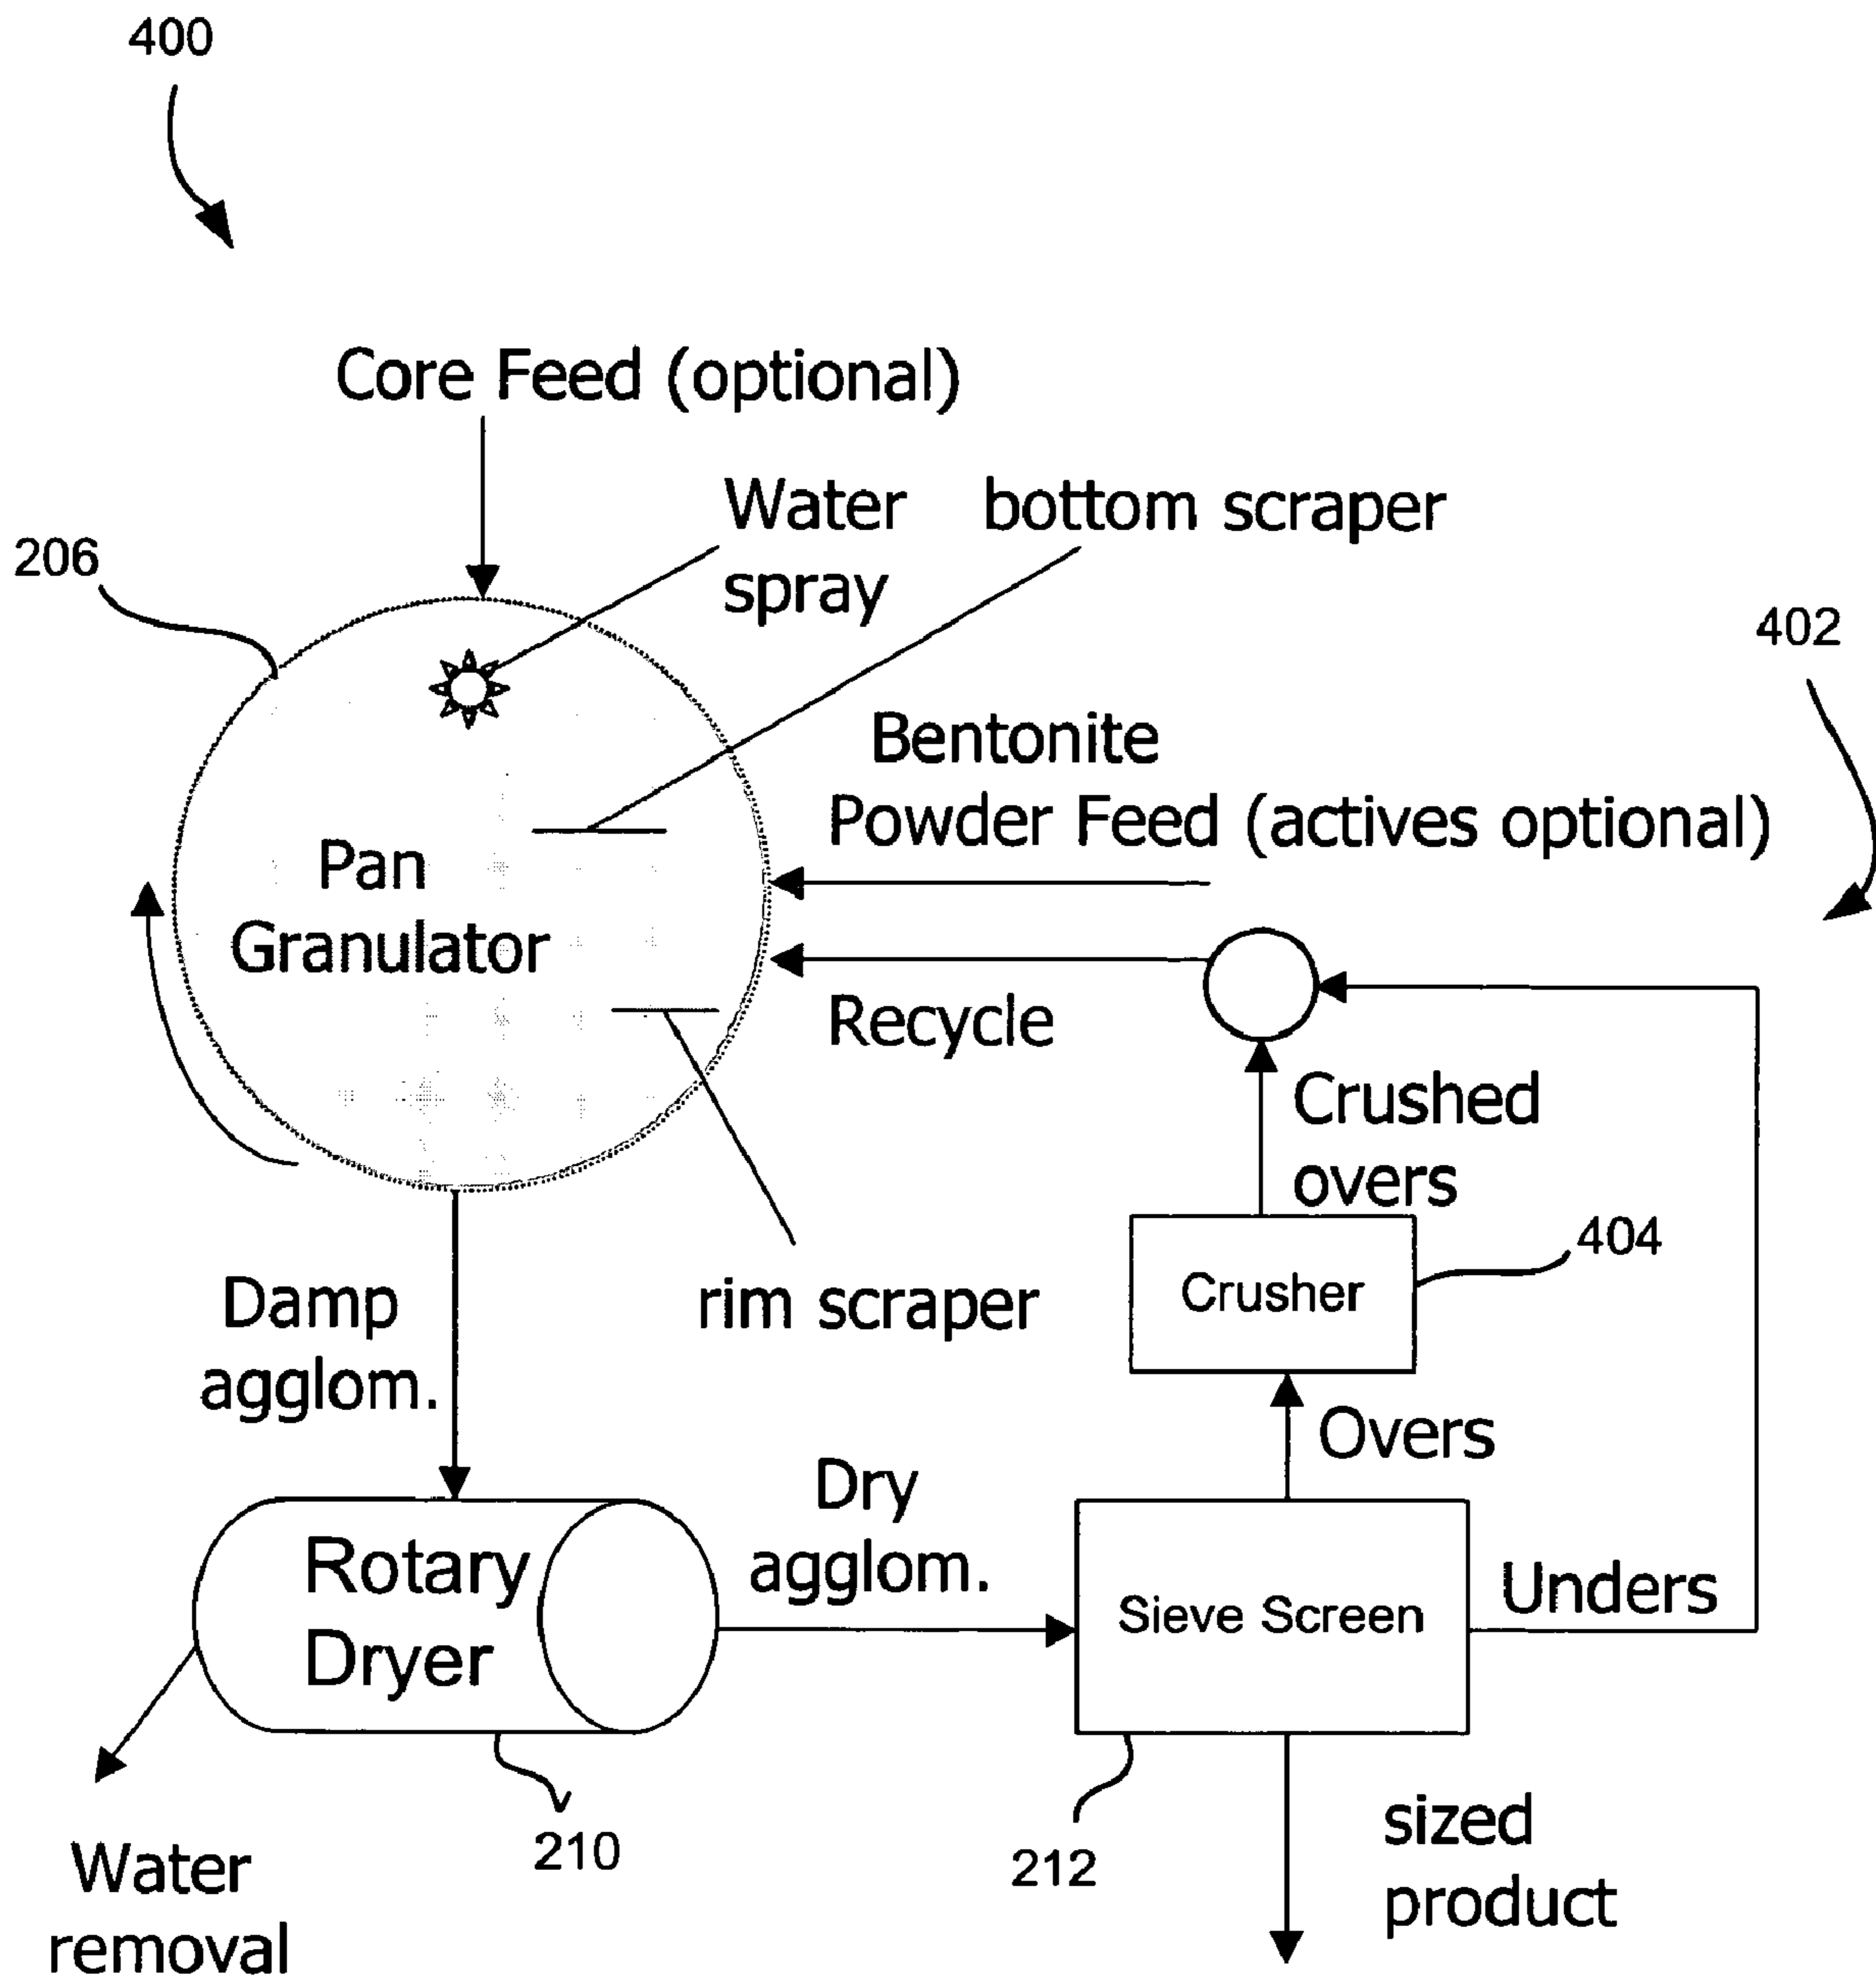 400
Core Feed (optional)
Water
spray
bottom scraper
206
402
Bentonite
Powder Feed (actives optional)
Pan
Granulator
Recycle
Crushed
overs
404
Crusher
Damp
agglom.
rim scraper
Overs
Dry
agglom.
Rotary
Dryer
Sieve Screen
Unders
210
212
sized
product
Water
removal